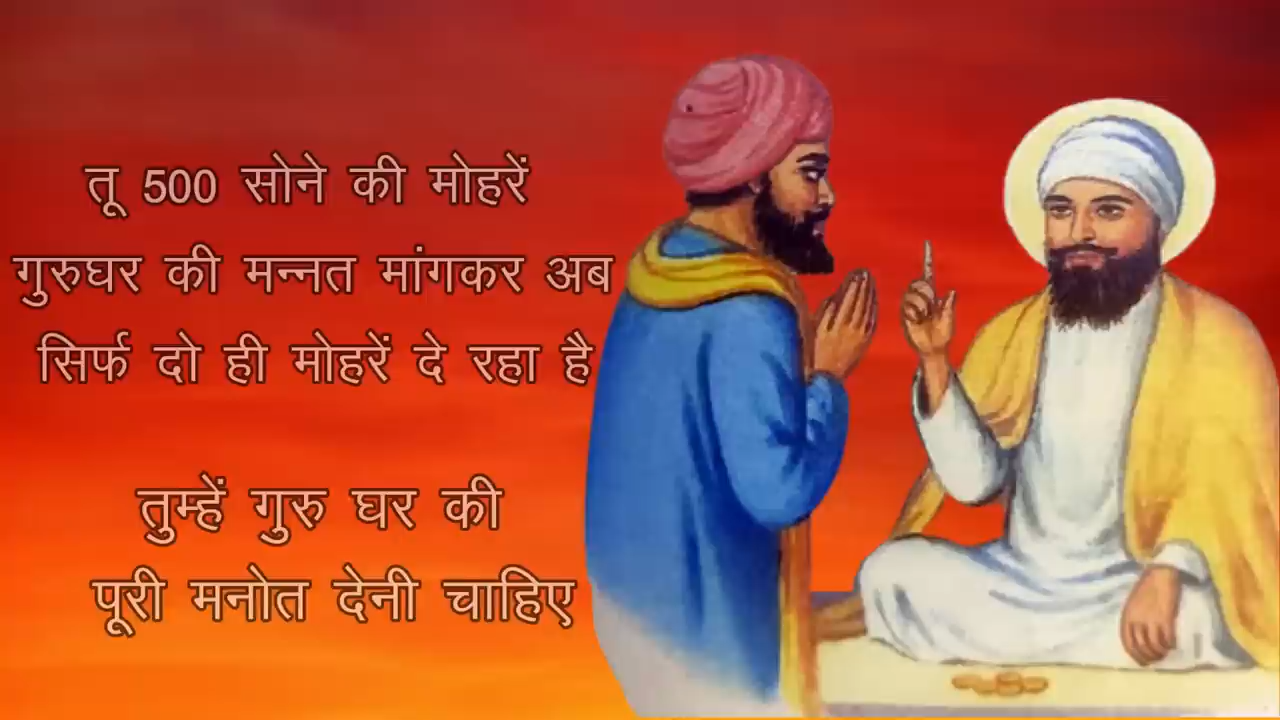 तू 500 सोने की मोहरें
गुरुघर की मन्नत मांगकर अब
सिर्फ दो ही मोहरें दे रहा है
तुम्हें गुरु घर की
पूरी मनोत देनी चाहिए